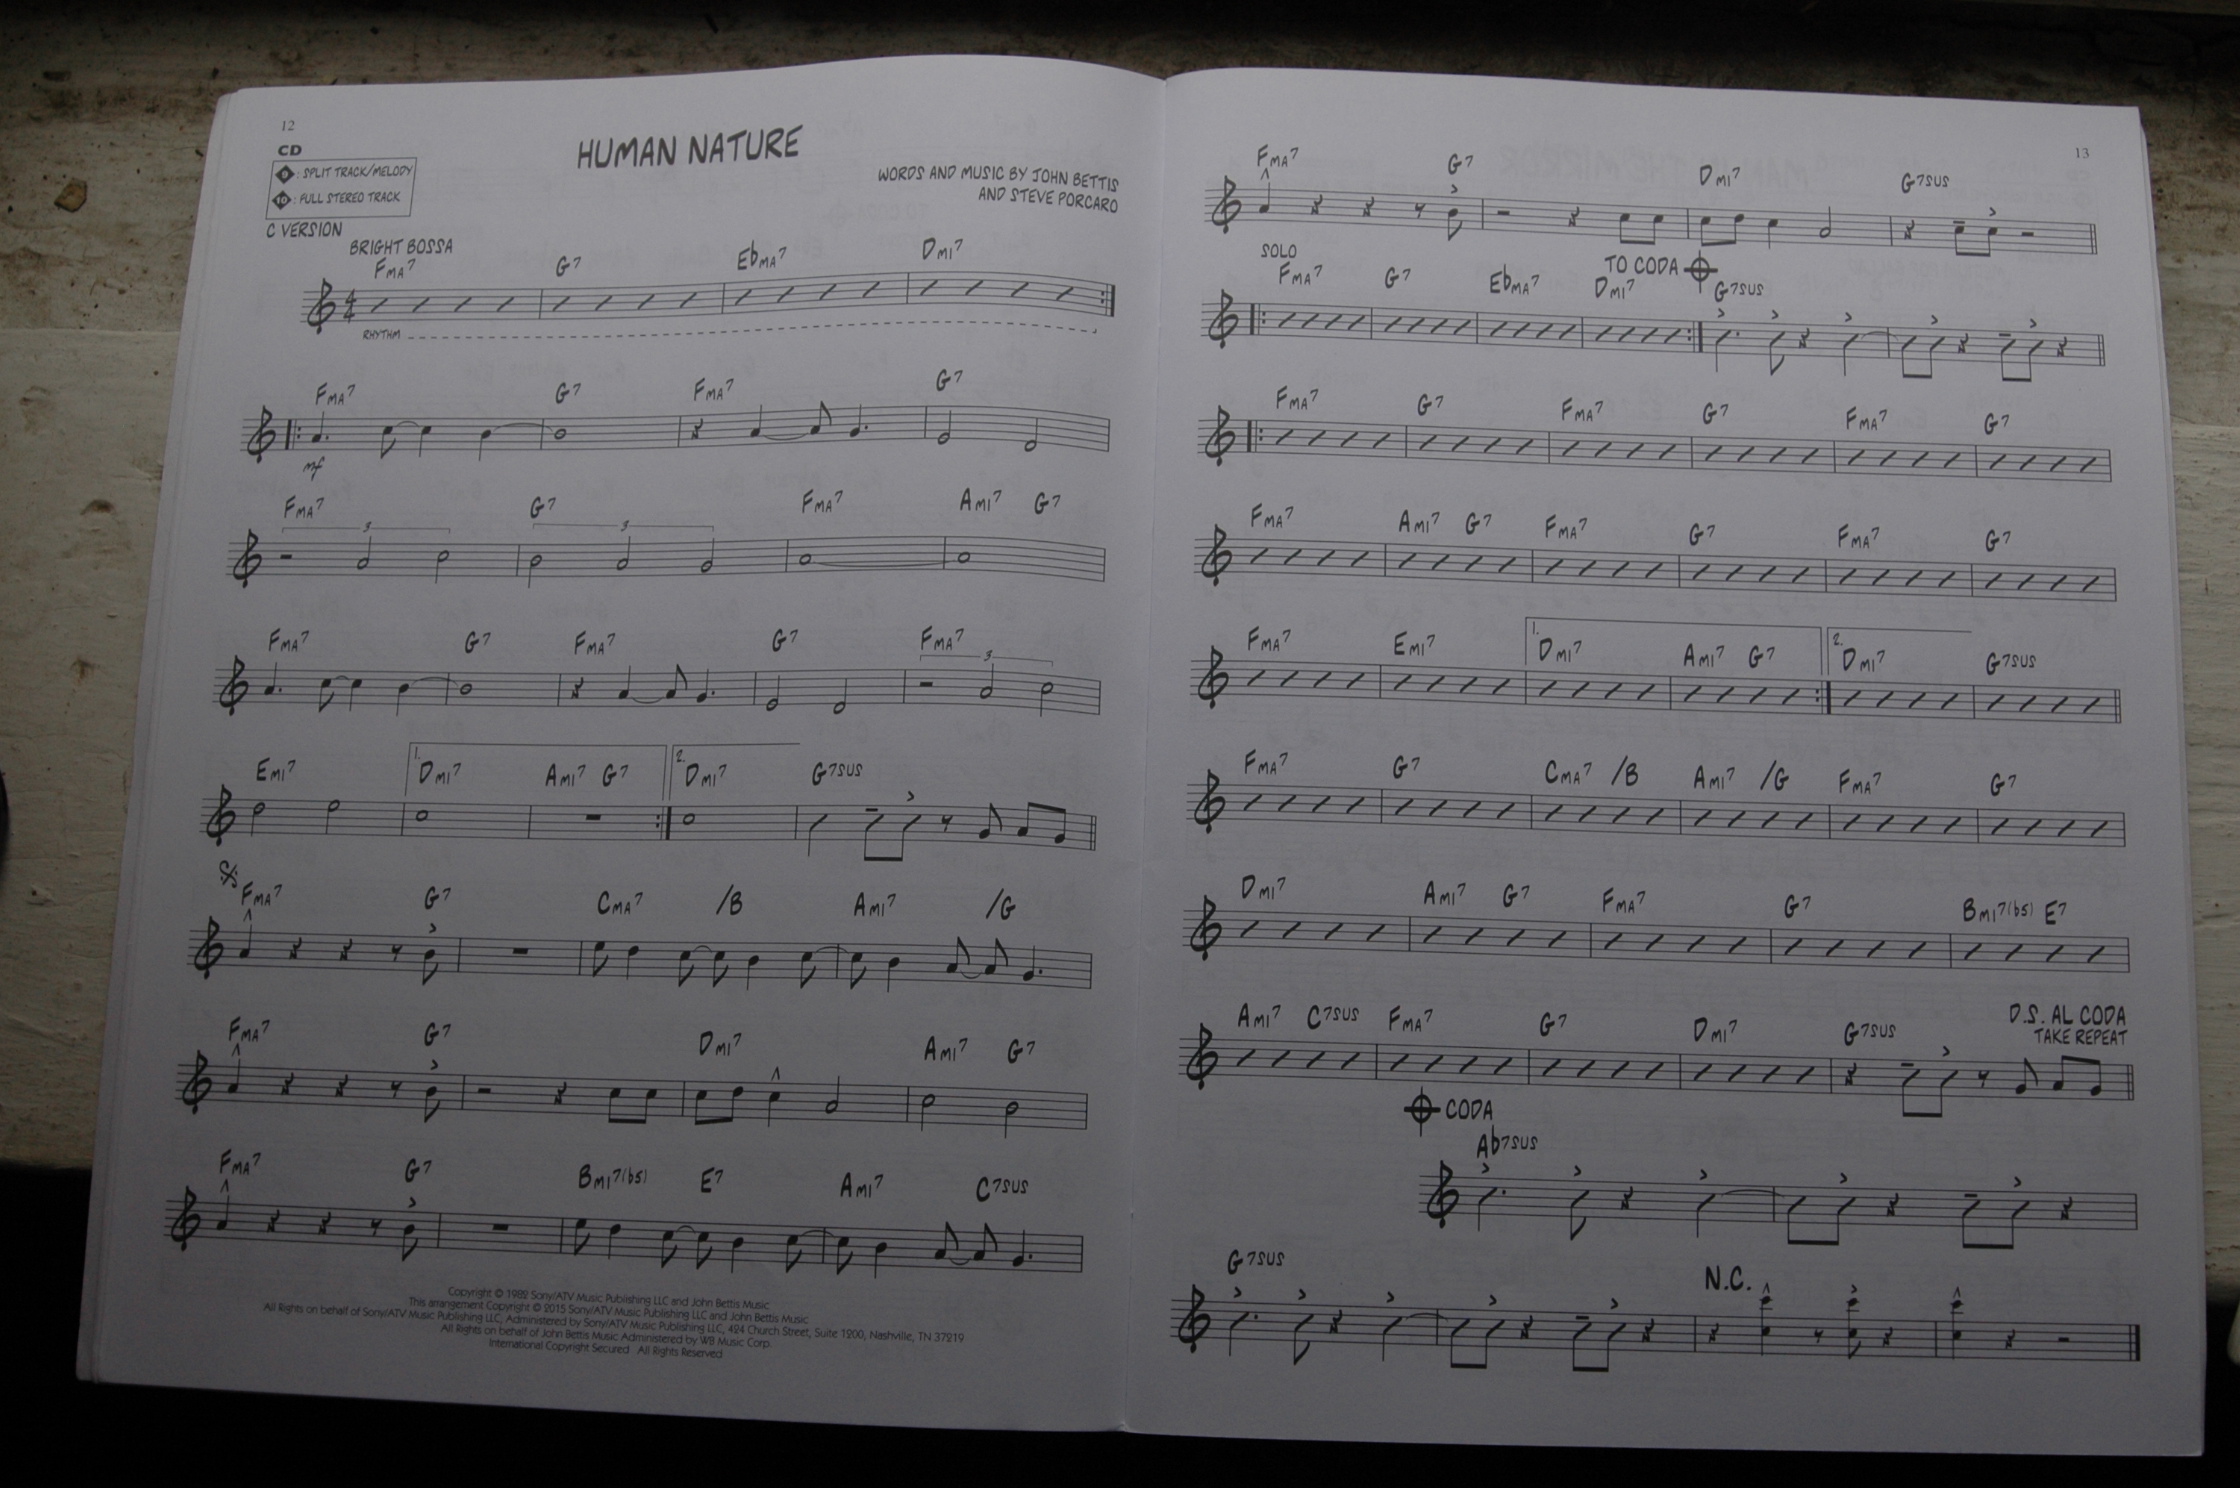 12
CD
9 : SPLIT TRACK/MELODY
10 : FULL STEREO TRACK
HUMAN NATURE
WORDS AND MUSIC BY JOHN BETTIS
AND STEVE PORCARO
C VERSION
BRIGHT BOSSA
FMA7 G7 EbMA7 DMI7
RHYTHM
FMA7 G7 FMA7 G7
mf
FMA7 G7 FMA7 AMI7 G7
3 3
FMA7 G7 FMA7 G7 FMA7
3
EMI7 1. DMI7 AMI7 G7 2. DMI7 G7SUS
FMA7 G7 CMA7 /B AMI7 /G
FMA7 G7 DMI7 AMI7 G7
FMA7 G7 BMI7(b5) E7 AMI7 C7SUS
Copyright © 1982 Sony/ATV Music Publishing LLC and John Bettis Music
This arrangement Copyright © 2015 Sony/ATV Music Publishing LLC and John Bettis Music
All Rights on behalf of Sony/ATV Music Publishing LLC, Administered by Sony/ATV Music Publishing LLC, 424 Church Street, Suite 1200, Nashville, TN 37219
All Rights on behalf of John Bettis Music Administered by WB Music Corp.
International Copyright Secured All Rights Reserved
13
FMA7 G7 DMI7 G7SUS
SOLO
TO CODA
FMA7 G7 EbMA7 DMI7 G7SUS
FMA7 G7 FMA7 G7 FMA7 G7
FMA7 AMI7 G7 FMA7 G7 FMA7 G7
FMA7 EMI7 1. DMI7 AMI7 G7 2. DMI7 G7SUS
FMA7 G7 CMA7 /B AMI7 /G FMA7 G7
DMI7 AMI7 G7 FMA7 G7 BMI7(b5) E7
AMI7 C7SUS FMA7 G7 DMI7 G7SUS
D.S. AL CODA
TAKE REPEAT
CODA
Ab7SUS
G7SUS N.C.